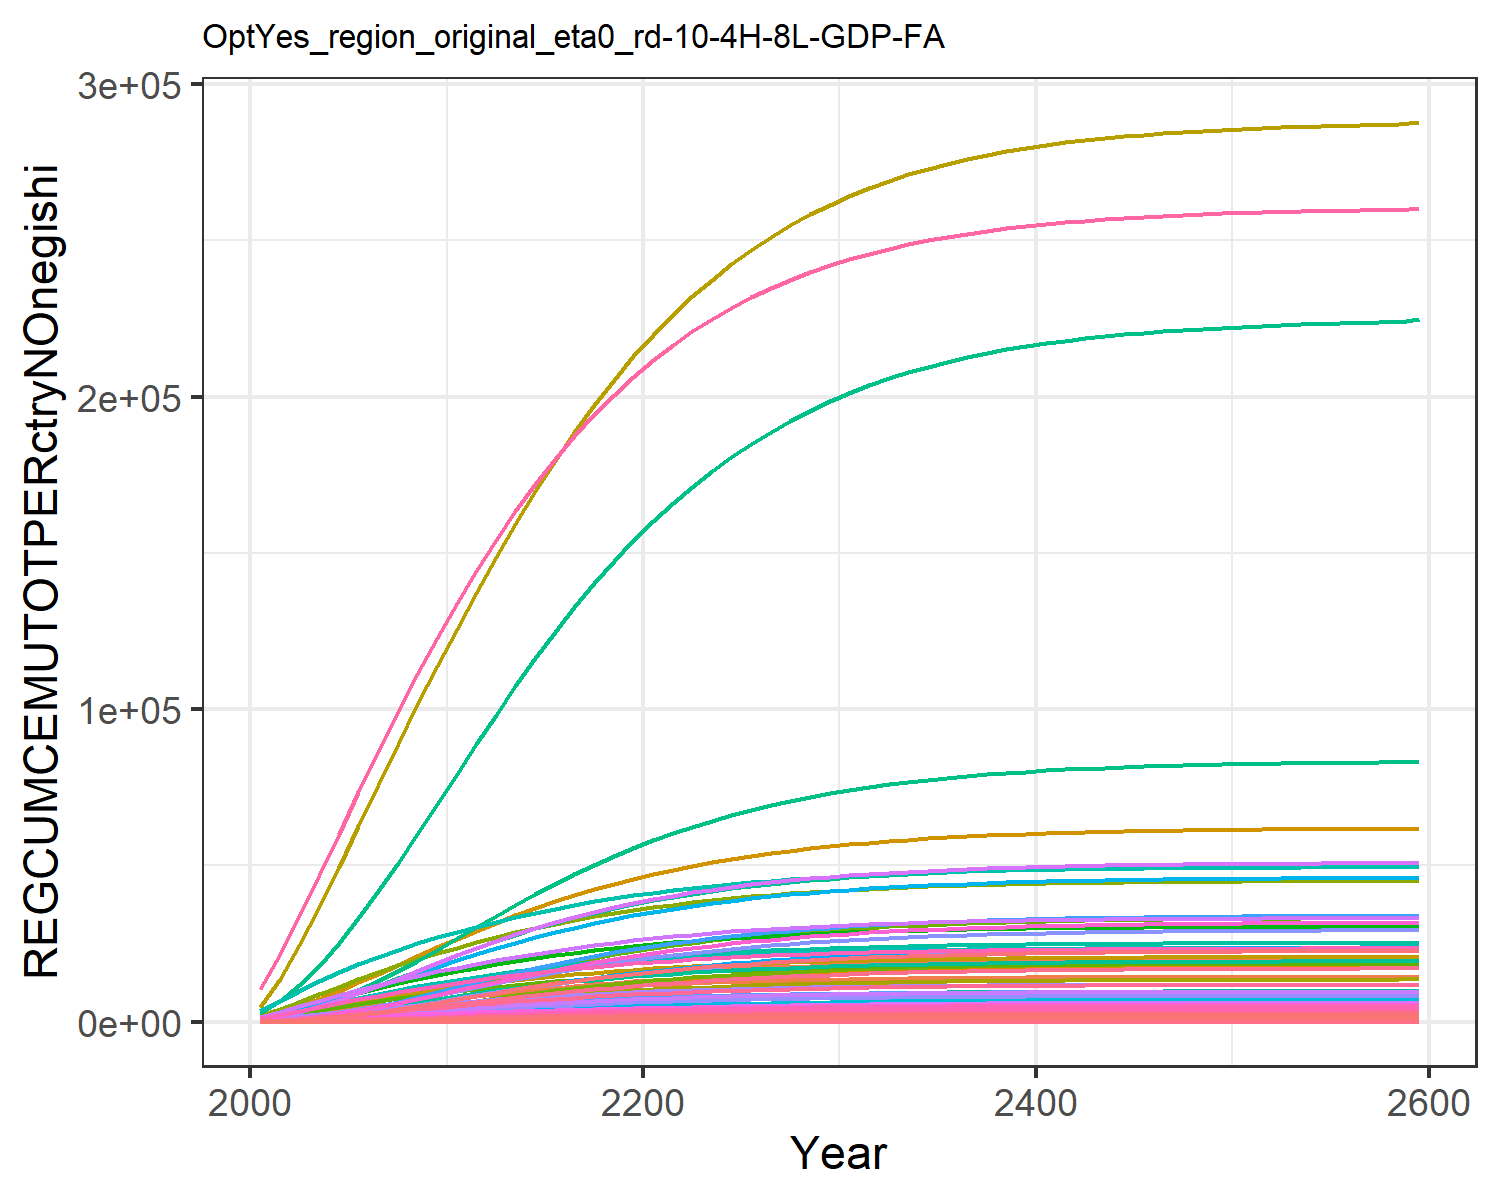 OptYes_region_original_eta0_rd-10-4H-8L-GDP-FA
REGCUMCEMUTOTPERctryNOnegishi
3e+05
2e+05
1e+05
0e+00
2000 2200 2400 2600
Year